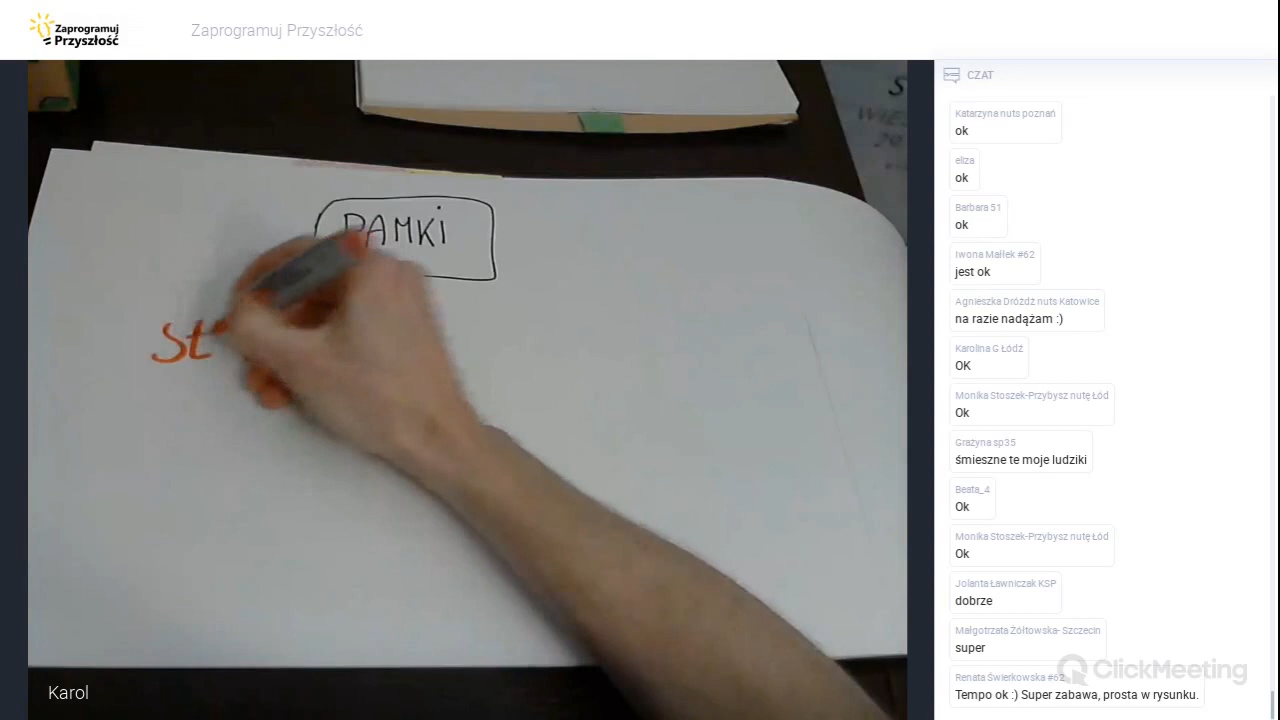 Zaprogramuj
Przyszłość
Zaprogramuj Przyszłość
RAMKi
St
Karol
CZAT
Katarzyna nuts poznań
ok
eliza
ok
Barbara 51
ok
Iwona Małłek #62
jest ok
Agnieszka Dróżdż nuts Katowice
na razie nadążam :)
Karolina G Łódź
OK
Monika Stoszek-Przybysz nutę Łód
Ok
Grażyna sp35
śmieszne te moje ludziki
Beata_4
Ok
Monika Stoszek-Przybysz nutę Łód
Ok
Jolanta Ławniczak KSP
dobrze
Małgotrzata Żółtowska- Szczecin
super
Renata Świerkowska #62
Tempo ok :) Super zabawa, prosta w rysunku.
ClickMeeting